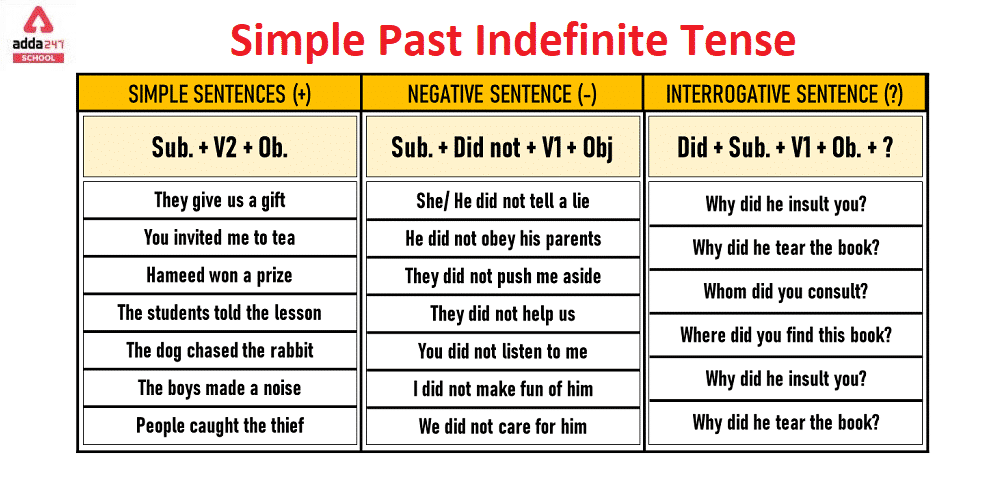 adda247
SCHOOL
Simple Past Indefinite Tense
SIMPLE SENTENCES (+)
Sub. + V2 + Ob.
They give us a gift
You invited me to tea
Hameed won a prize
The students told the lesson
The dog chased the rabbit
The boys made a noise
People caught the thief
NEGATIVE SENTENCE (-)
Sub. + Did not + V1 + Obj
She/ He did not tell a lie
He did not obey his parents
They did not push me aside
They did not help us
You did not listen to me
I did not make fun of him
We did not care for him
INTERROGATIVE SENTENCE (?)
Did + Sub. + V1 + Ob. + ?
Why did he insult you?
Why did he tear the book?
Whom did you consult?
Where did you find this book?
Why did he insult you?
Why did he tear the book?